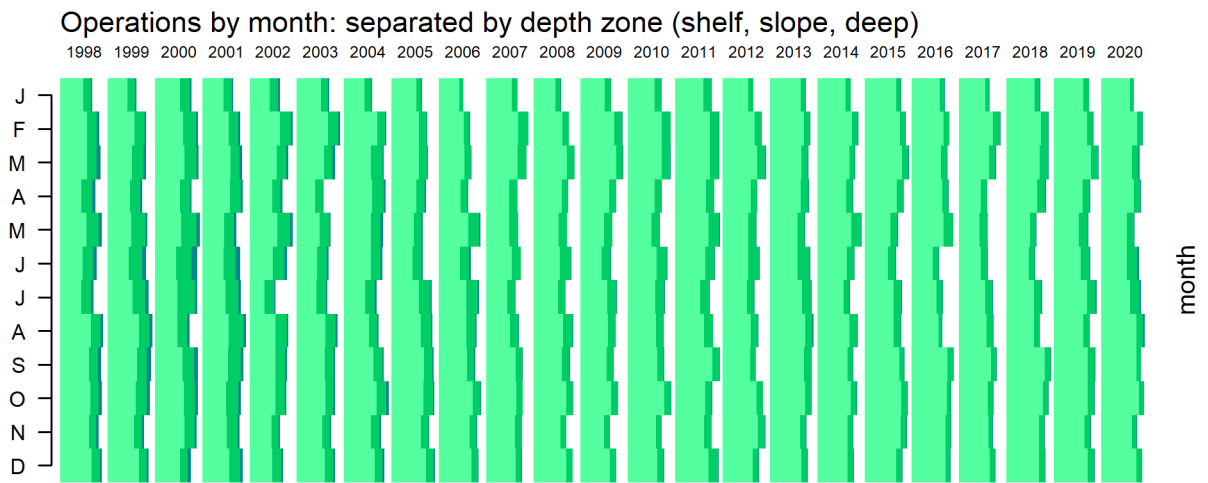 Operations by month: separated by depth zone (shelf, slope, deep)
1998 1999 2000 2001 2002 2003 2004 2005 2006 2007 2008 2009 2010 2011 2012 2013 2014 2015 2016 2017 2018 2019 2020
J
F
M
A
M
J
J
A
S
O
N
D
month